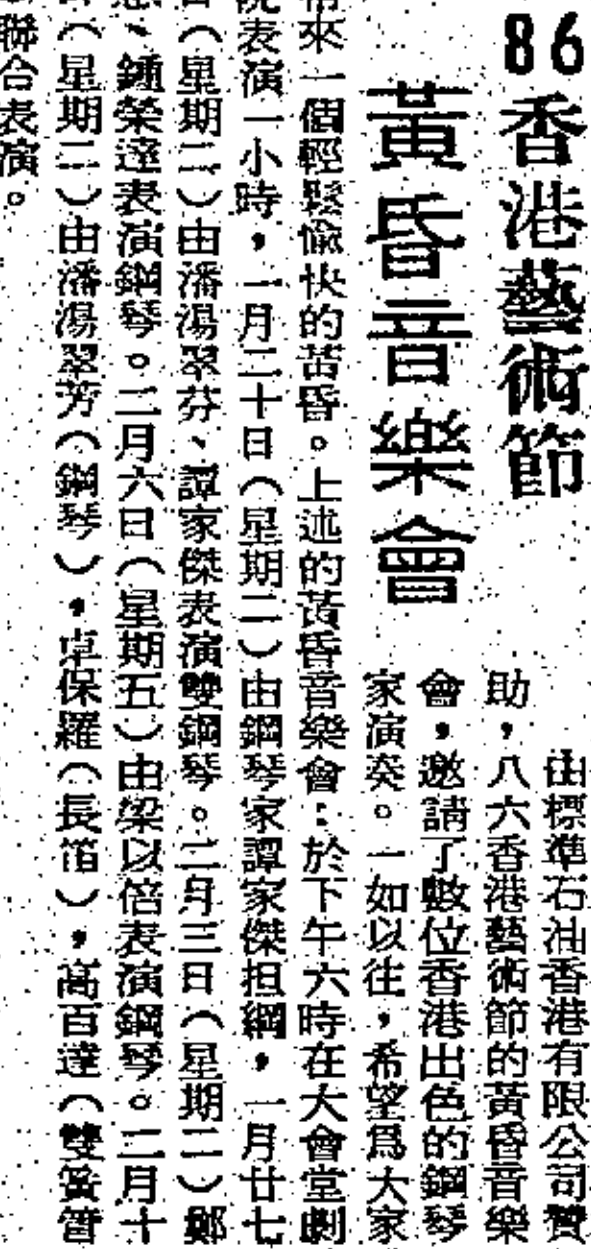 86香港藝術節
黃昏音樂會
由標準石油香港有限公司贊
助,八六香港藝術節的黃昏音樂
會,邀請了數位香港出色的鋼琴
家演奏。一如以往,希望爲大家
來一個輕鬆愉快的黃昏。上述的黃昏音樂會:於下午六時在大會堂劇
院表演一小時,一月二十日(星期二)由鋼琴家譚家傑担綱,一月廿七
日(星期二)由潘湯翠芬、譚家傑表演雙鋼琴。二月三日(星期二)鄭
、鍾榮達表演鋼琴。二月六日(星期五)由梁以倍表演鋼琴。二月十
日(星期二)由潘湯翠芳(鋼琴),卓保羅(長笛),高百達(雙簧管
聯合表演。